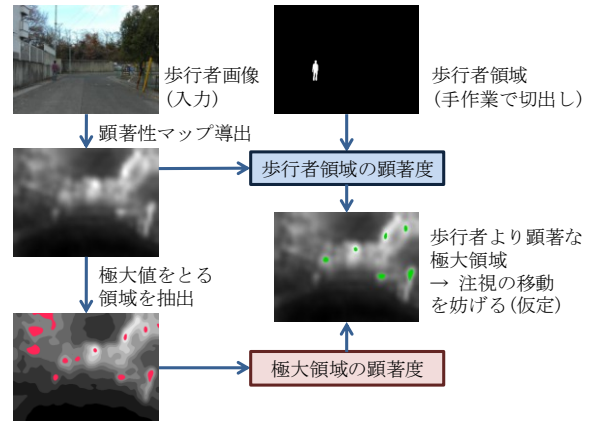 歩行者画像
(入力)
歩行者領域
(手作業で切出し)
顕著性マップ導出
歩行者領域の顕著度
歩行者より顕著な
極大領域
→ 注視の移動
を妨げる(仮定)
極大値をとる
領域を抽出
極大領域の顕著度